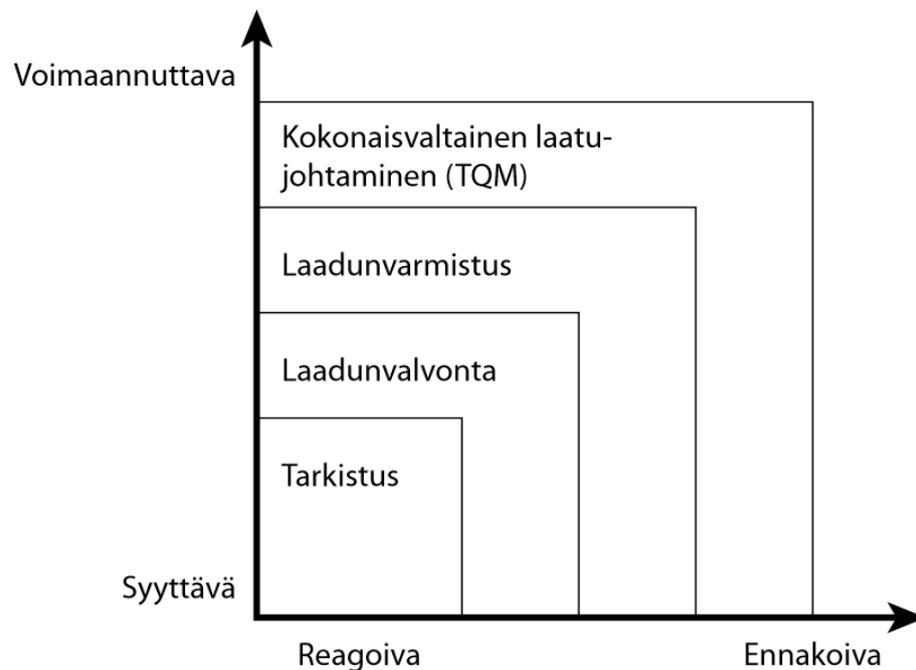 Voimaannuttava
Kokonaisvaltainen laatu-
johtaminen (TQM)
Laadunvarmistus
Laadunvalvonta
Tarkistus
Syyttävä
Reagoiva
Ennakoiva